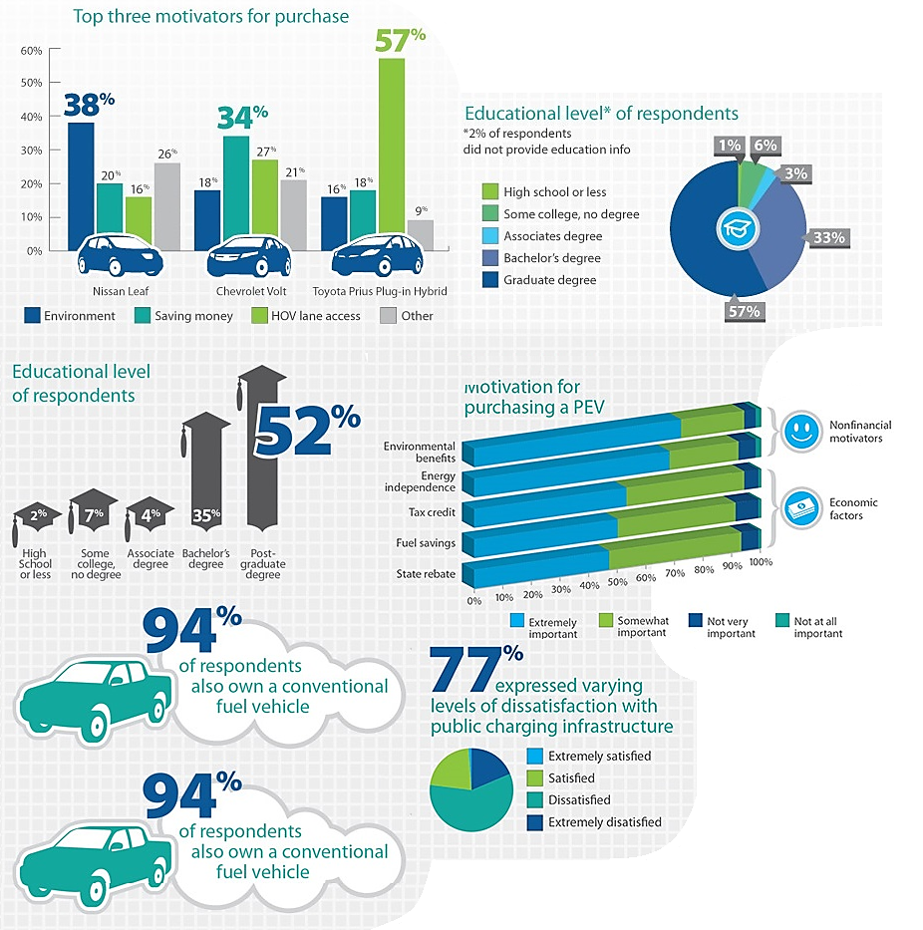 Top three motivators for purchase
60%
50%
40%
30%
20%
10%
0%
38%
20%
16%
26%
18%
34%
27%
21%
16%
18%
57%
9%
Nissan Leaf
Chevrolet Volt
Toyota Prius Plug-in Hybrid
Environment
Saving money
HOV lane access
Other
Educational level* of respondents
*2% of respondents
did not provide education info
High school or less
Some college, no degree
Associates degree
Bachelor's degree
Graduate degree
1%
6%
3%
33%
57%
Educational level
of respondents
2%
7%
4%
35%
52%
High
School
or less
Some
college,
no degree
Associate
degree
Bachelor's
degree
Post-
graduate
degree
Motivation for
purchasing a PEV
Environmental
benefits
Energy
independence
Tax credit
Fuel savings
State rebate
0%
10%
20%
30%
40%
50%
60%
70%
80%
90%
100%
Nonfinancial
motivators
Economic
factors
Extremely
important
Somewhat
important
Not very
important
Not at all
important
94%
of respondents
also own a conventional
fuel vehicle
77%
expressed varying
levels of dissatisfaction with
public charging infrastructure
Extremely satisfied
Satisfied
Dissatisfied
Extremely disatisfied
94%
of respondents
also own a conventional
fuel vehicle